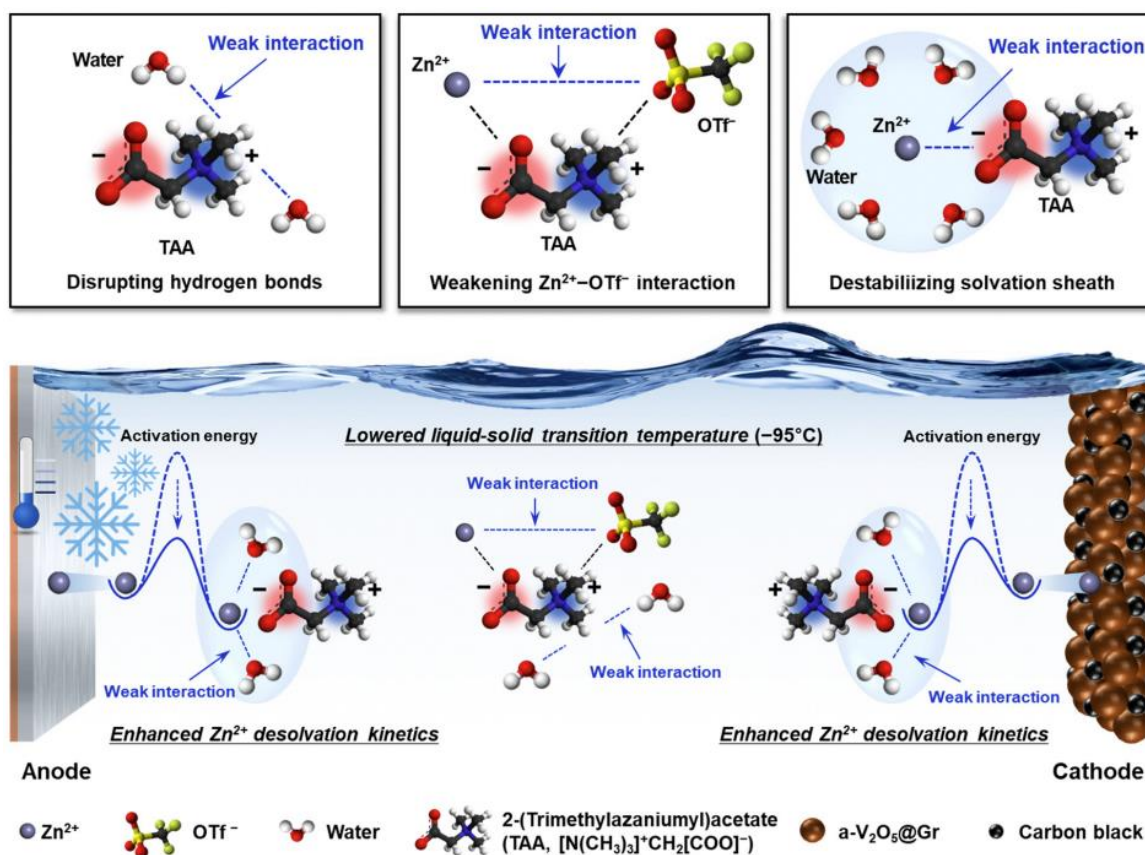 Water
Weak interaction
−
+
TAA
Disrupting hydrogen bonds
Weak interaction
Zn²⁺
OTf⁻
−
+
TAA
Weakening Zn²⁺−OTf⁻ interaction
Weak interaction
Zn²⁺
−
+
Water
TAA
Destabiliizing solvation sheath
Activation energy
Lowered liquid-solid transition temperature (−95°C)
Activation energy
Weak interaction
−
+
−
+
+
−
Weak interaction
Weak interaction
Weak interaction
Enhanced Zn²⁺ desolvation kinetics
Enhanced Zn²⁺ desolvation kinetics
Anode
Cathode
Zn²⁺
OTf⁻
Water
2-(Trimethylazaniumyl)acetate
(TAA, [N(CH₃)₃]⁺CH₂[COO]⁻)
a-V₂O₅@Gr
Carbon black